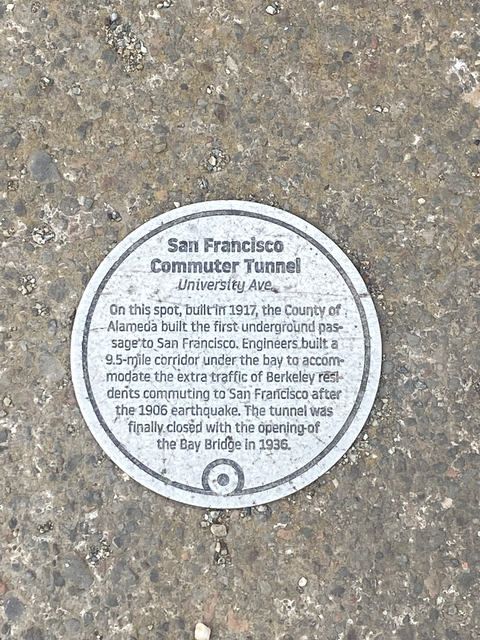 San Francisco
Commuter Tunnel
University Ave.
On this spot, built in 1917, the County of
Alameda built the first underground pas-
sage to San Francisco. Engineers built a
9.5-mile corridor under the bay to accom-
modate the extra traffic of Berkeley resi-
dents commuting to San Francisco after
the 1906 earthquake. The tunnel was
finally closed with the opening of
the Bay Bridge in 1936.